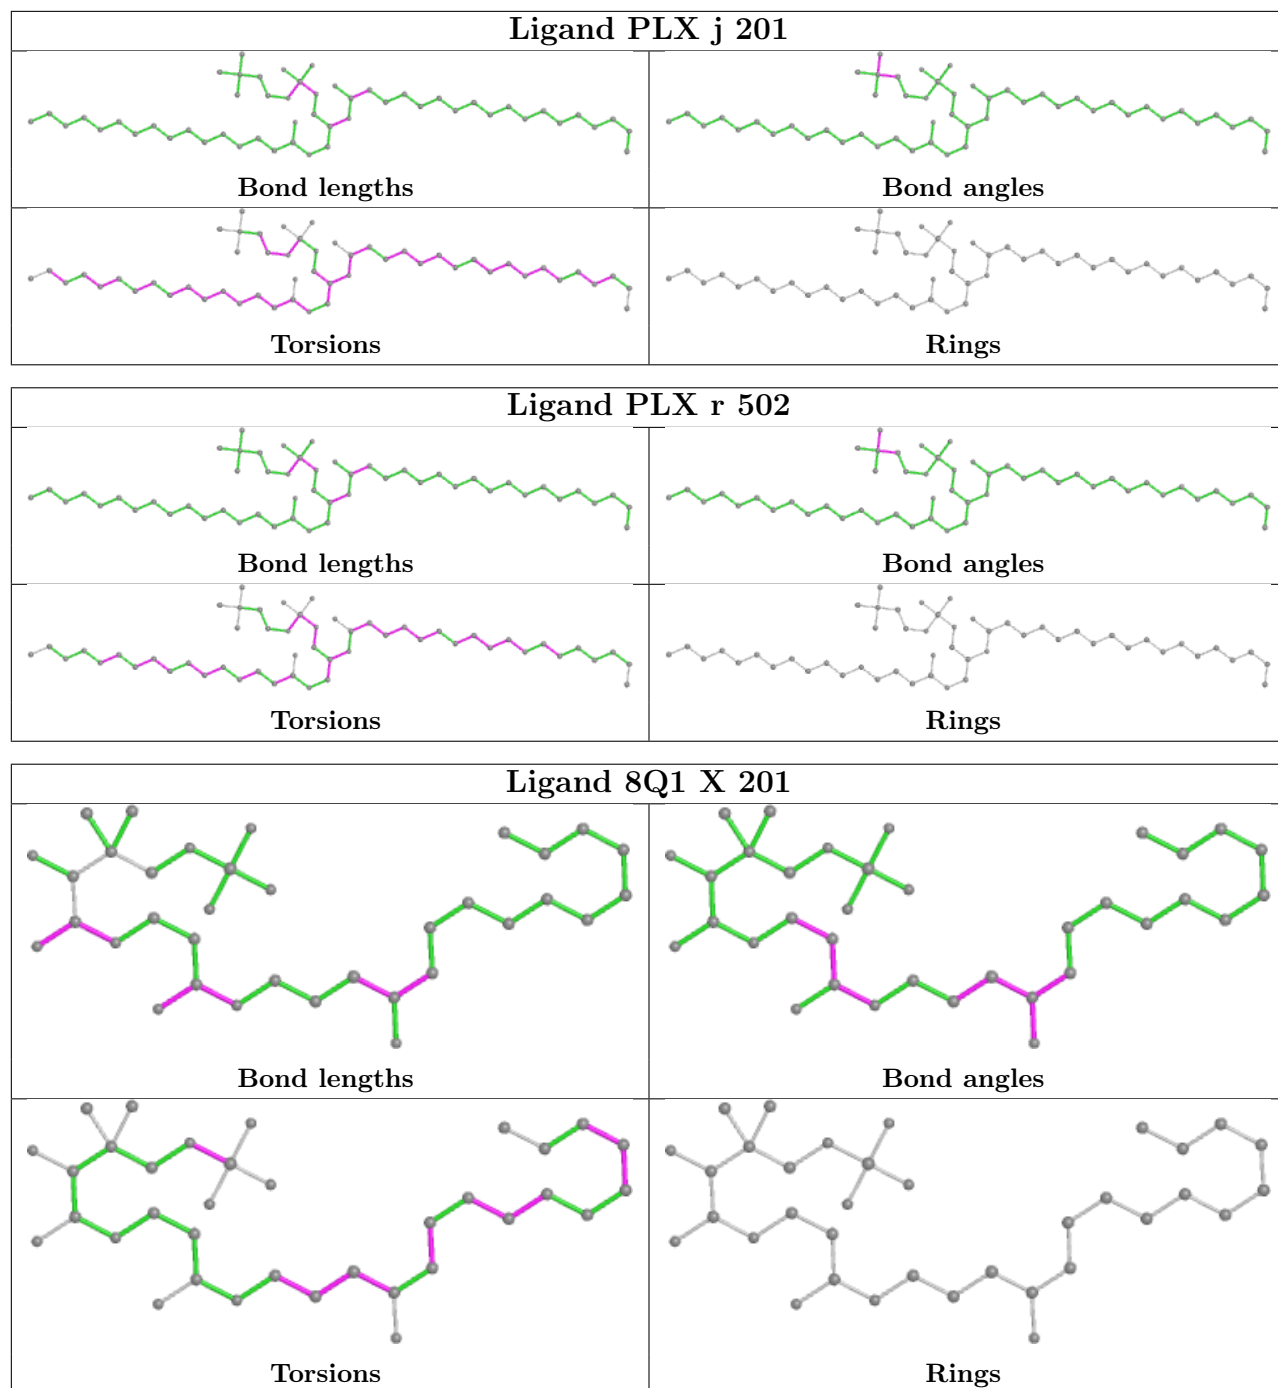 Ligand PLX j 201
Bond lengths
Bond angles
Torsions
Rings
Ligand PLX r 502
Bond lengths
Bond angles
Torsions
Rings
Ligand 8Q1 X 201
Bond lengths
Bond angles
Torsions
Rings